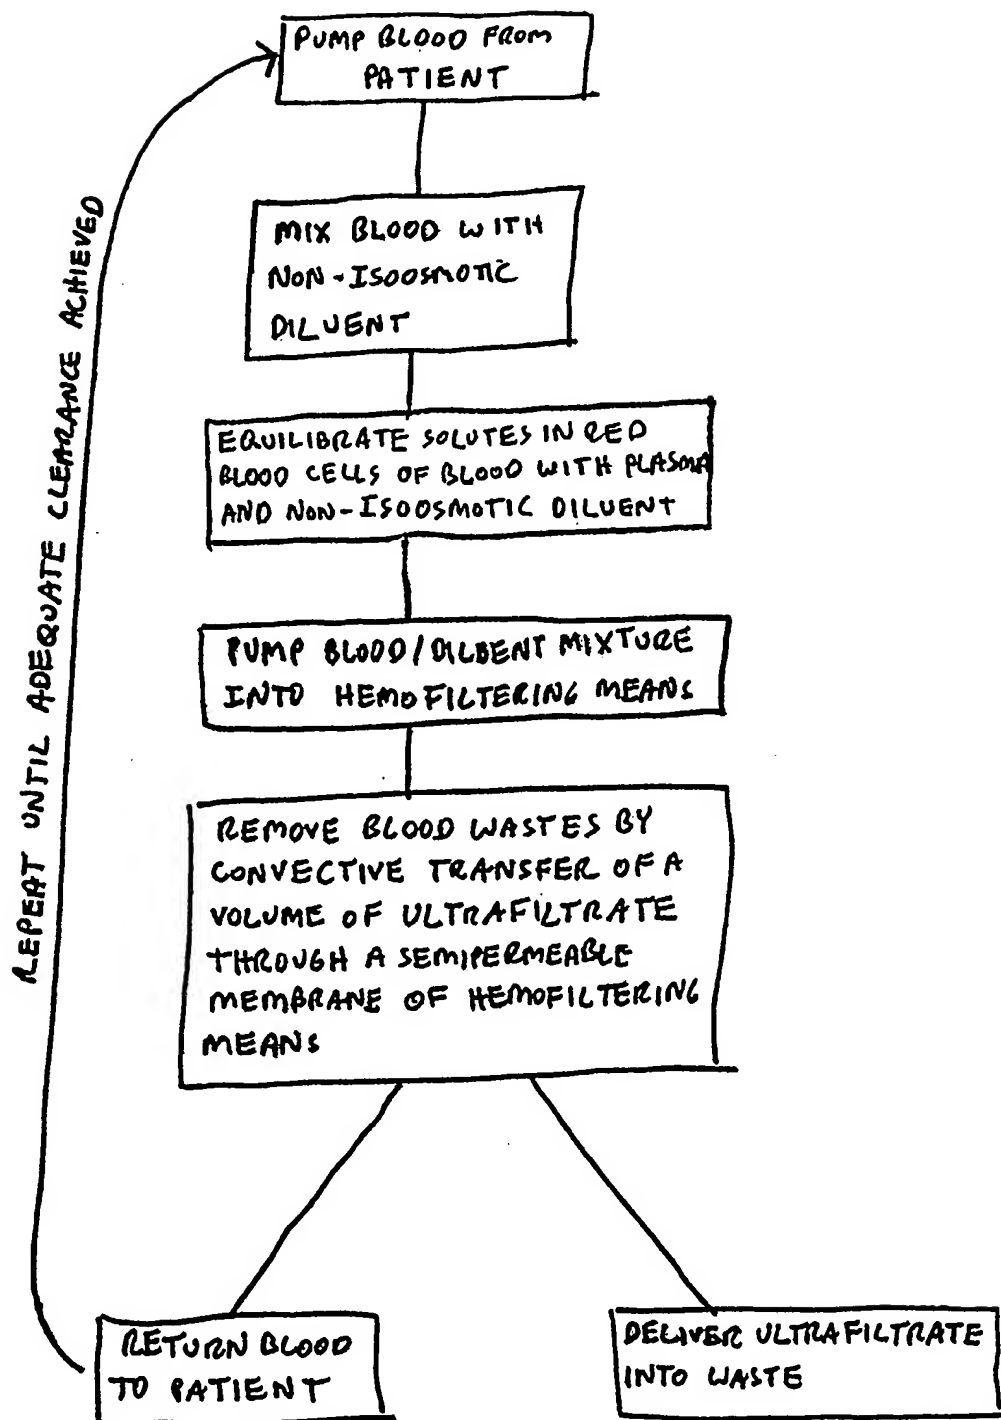 PUMP BLOOD FROM
PATIENT
MIX BLOOD WITH
NON-ISOOSMOTIC
DILUENT
EQUILIBRATE SOLUTES IN RED
BLOOD CELLS OF BLOOD WITH PLASMA
AND NON-ISOOSMOTIC DILUENT
PUMP BLOOD/DILBENT MIXTURE
INTO HEMOFILTERING MEANS
REMOVE BLOOD WASTES BY
CONVECTIVE TRANSFER OF A
VOLUME OF ULTRAFILTRATE
THROUGH A SEMIPERMEABLE
MEMBRANE OF HEMOFILTERING
MEANS
REPEAT UNTIL ADEQUATE CLEARANCE ACHIEVED
RETURN BLOOD
TO PATIENT
DELIVER ULTRAFILTRATE
INTO WASTE